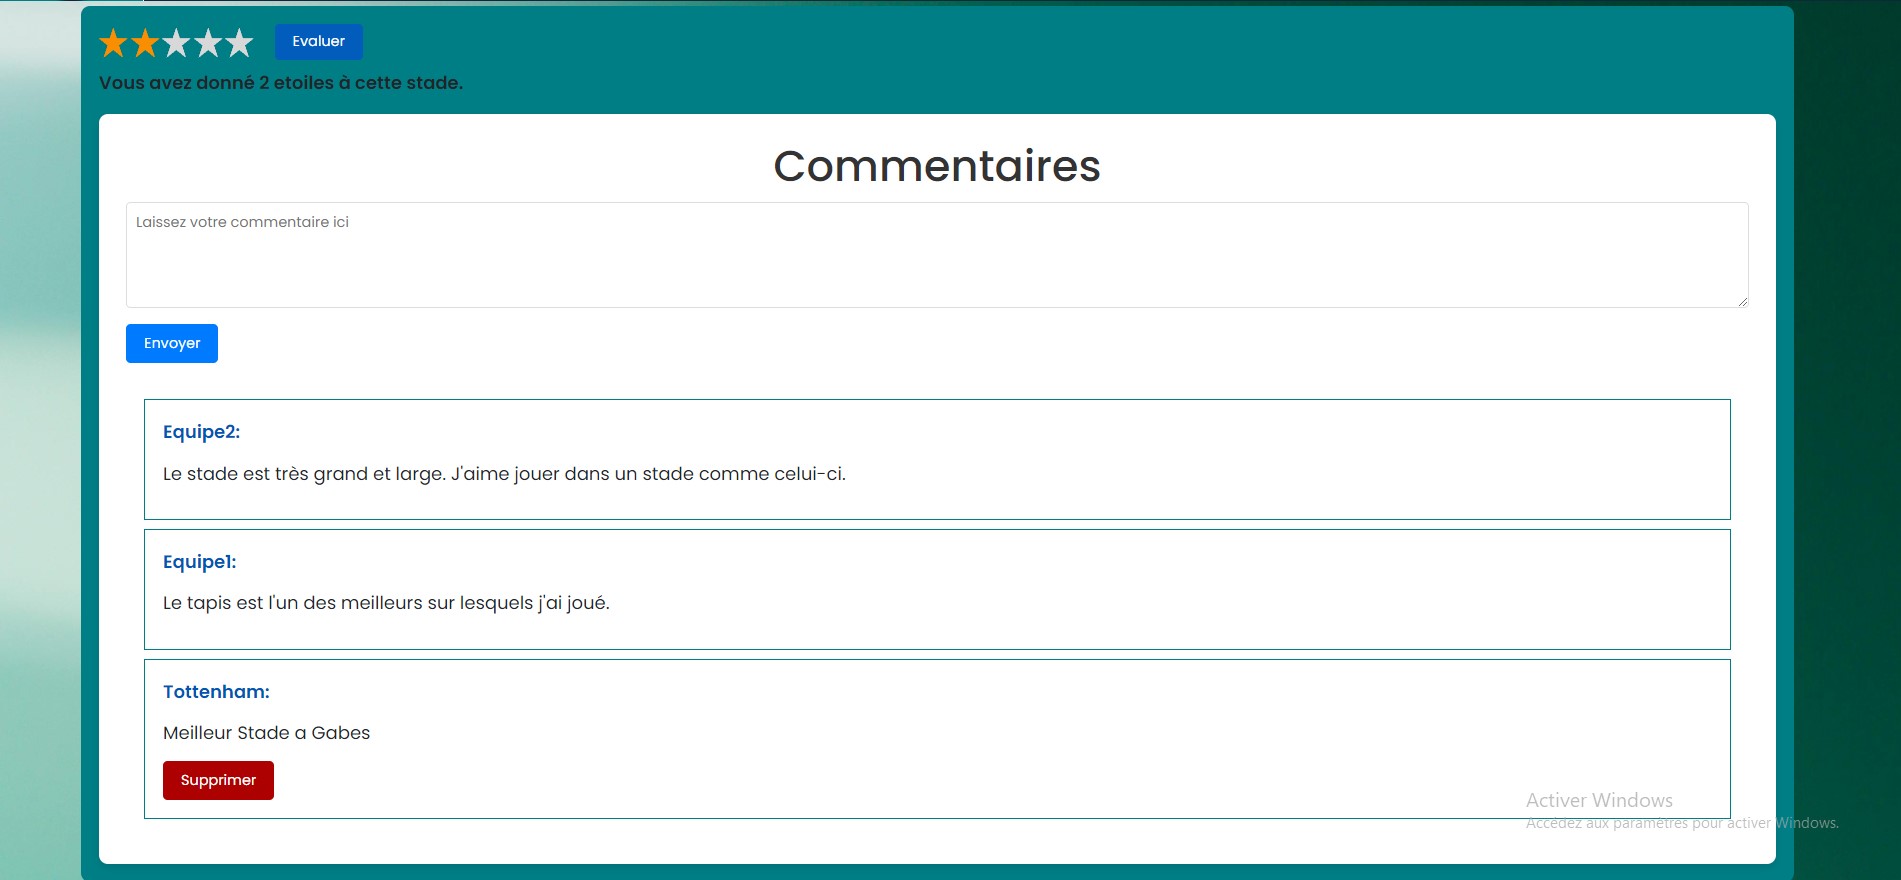 Evaluer
Vous avez donné 2 etoiles à cette stade.
Commentaires
Laissez votre commentaire ici
Envoyer
Equipe2:
Le stade est très grand et large. J'aime jouer dans un stade comme celui-ci.
Equipe1:
Le tapis est l'un des meilleurs sur lesquels j'ai joué.
Tottenham:
Meilleur Stade a Gabes
Supprimer
Activer Windows
Accédez aux paramètres pour activer Windows.